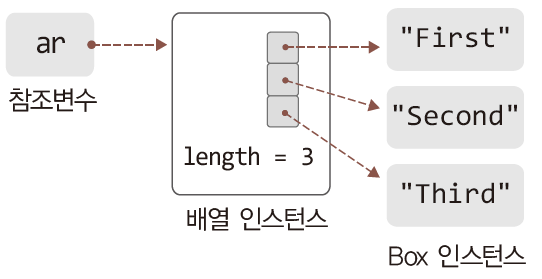 ar
참조변수
length = 3
배열 인스턴스
"First"
"Second"
"Third"
Box 인스턴스